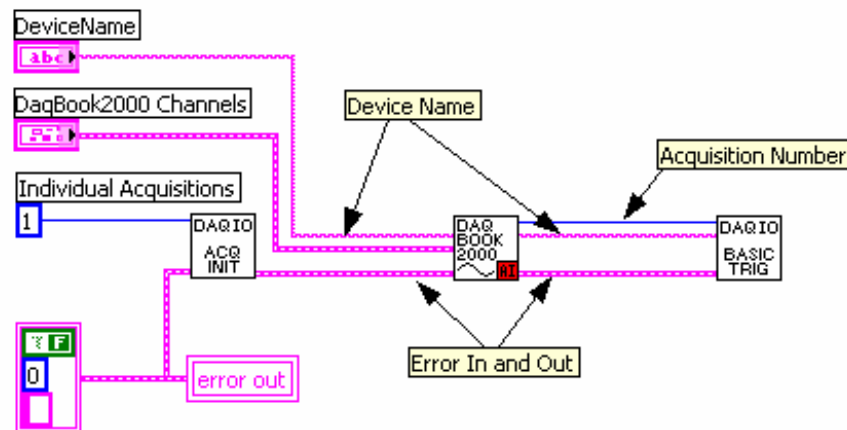 DeviceName
abc
DaqBook2000 Channels
Device Name
Acquisition Number
Individual Acquisitions
1
DAQIO
ACQ
INIT
DAQ
BOOK
2000
AI
DAQIO
BASIC
TRIG
F
0
error out
Error In and Out